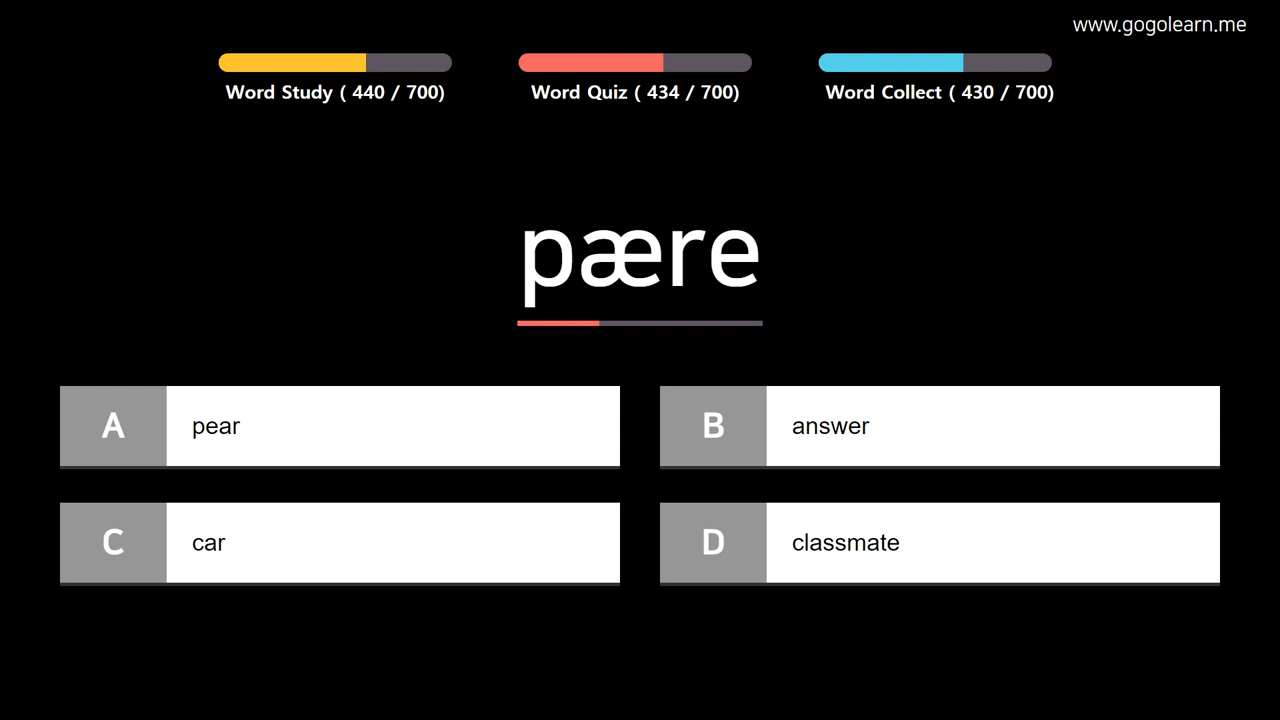 www.gogolearn.me
Word Study ( 440 / 700)
Word Quiz ( 434 / 700)
Word Collect ( 430 / 700)
pære
A pear
B answer
C car
D classmate